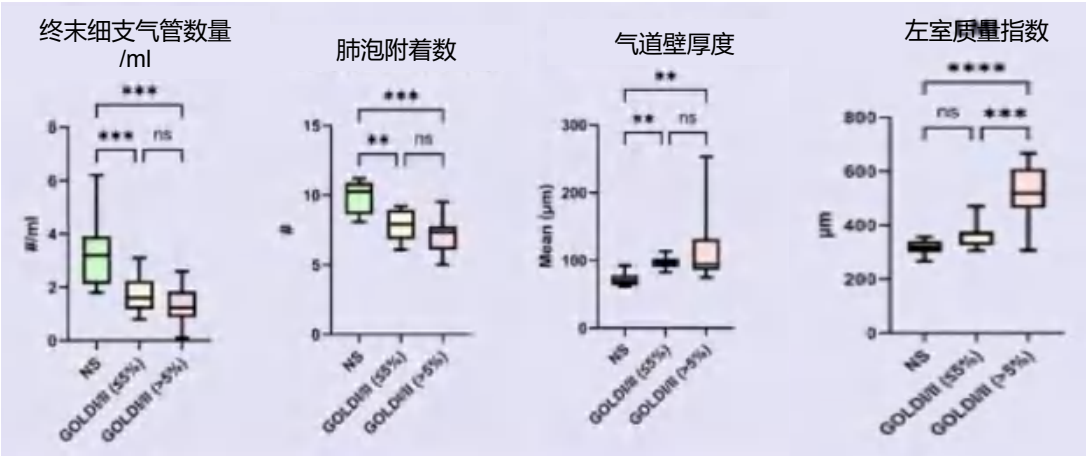 终末细支气管数量
/ml
***
***
ns
#/ml
8
6
4
2
0
NS
GOLDI/II (≤5%)
GOLDI/II (>5%)
肺泡附着数
***
**
ns
#
15
10
5
0
NS
GOLDI/II (≤5%)
GOLDI/II (>5%)
气道壁厚度
**
**
ns
Mean (μm)
300
200
100
0
NS
GOLDI/II (≤5%)
GOLDI/II (>5%)
左室质量指数
****
ns
***
μm
800
600
400
200
0
NS
GOLDI/II (≤5%)
GOLDI/II (>5%)